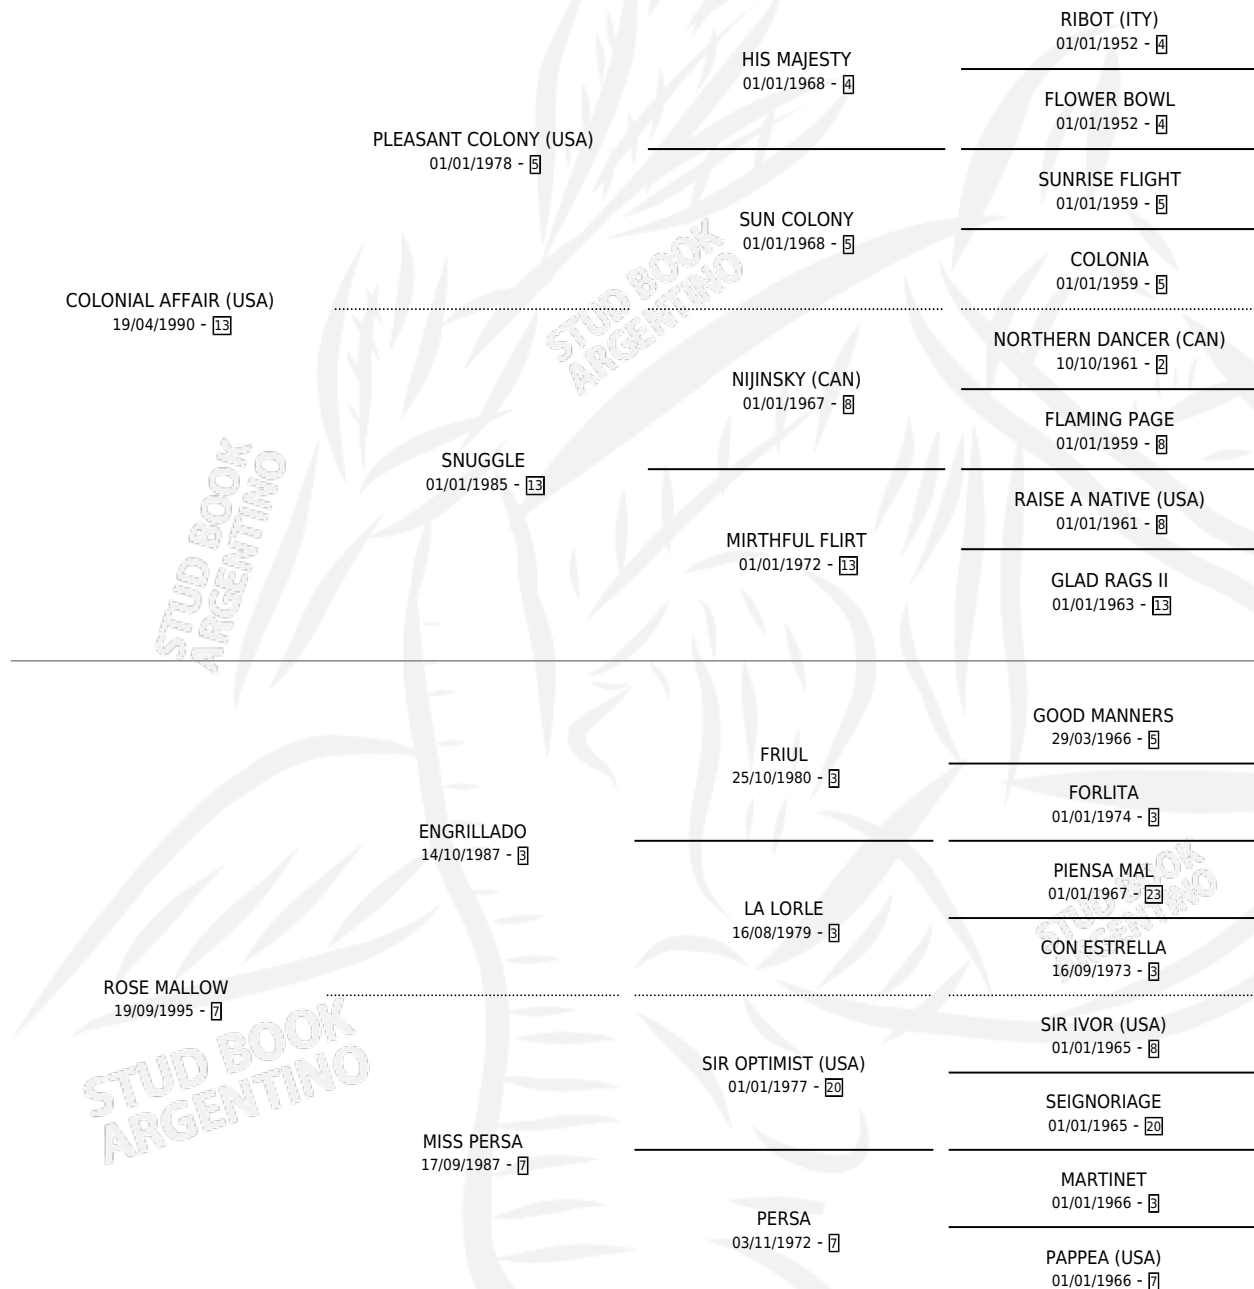 RIBOT (ITY)
01/01/1952 - 4
HIS MAJESTY
01/01/1968 - 4
FLOWER BOWL
01/01/1952 - 4
PLEASANT COLONY (USA)
01/01/1978 - 5
SUNRISE FLIGHT
01/01/1959 - 5
SUN COLONY
01/01/1968 - 5
COLONIA
01/01/1959 - 5
COLONIAL AFFAIR (USA)
19/04/1990 - 13
NORTHERN DANCER (CAN)
10/10/1961 - 2
NIJINSKY (CAN)
01/01/1967 - 8
FLAMING PAGE
01/01/1959 - 8
SNUGGLE
01/01/1985 - 13
RAISE A NATIVE (USA)
01/01/1961 - 8
MIRTHFUL FLIRT
01/01/1972 - 13
GLAD RAGS II
01/01/1963 - 13
GOOD MANNERS
29/03/1966 - 5
FRIUL
25/10/1980 - 3
FORLITA
01/01/1974 - 3
ENGRILLADO
14/10/1987 - 3
PIENSA MAL
01/01/1967 - 23
LA LORLE
16/08/1979 - 3
CON ESTRELLA
16/09/1973 - 3
ROSE MALLOW
19/09/1995 - 7
SIR IVOR (USA)
01/01/1965 - 8
SIR OPTIMIST (USA)
01/01/1977 - 20
SEIGNORIAGE
01/01/1965 - 20
MISS PERSA
17/09/1987 - 7
MARTINET
01/01/1966 - 3
PERSA
03/11/1972 - 7
PAPPEA (USA)
01/01/1966 - 7
STUD BOOK
ARGENTINO
STUD BOOK
ARGENTINO
STUD BOOK
ARGENTINO
STUD BOOK
ARGENTINO